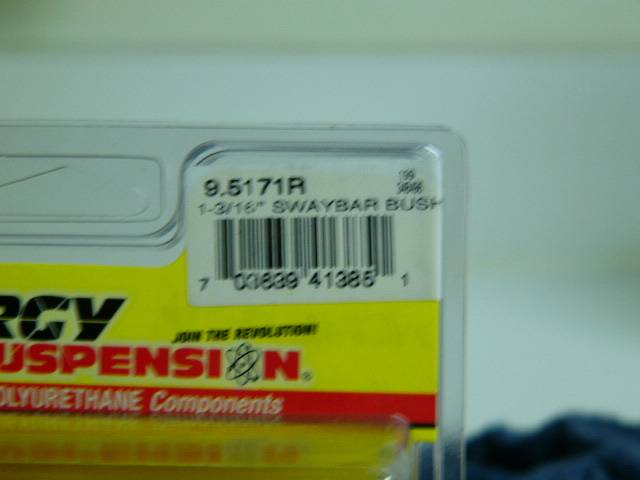 9.5171R
1-3/16" SWAYBAR BUSH
7 03639 41385 1
RGY
JOIN THE REVOLUTION!
USPENSION®
OLYURETHANE Components